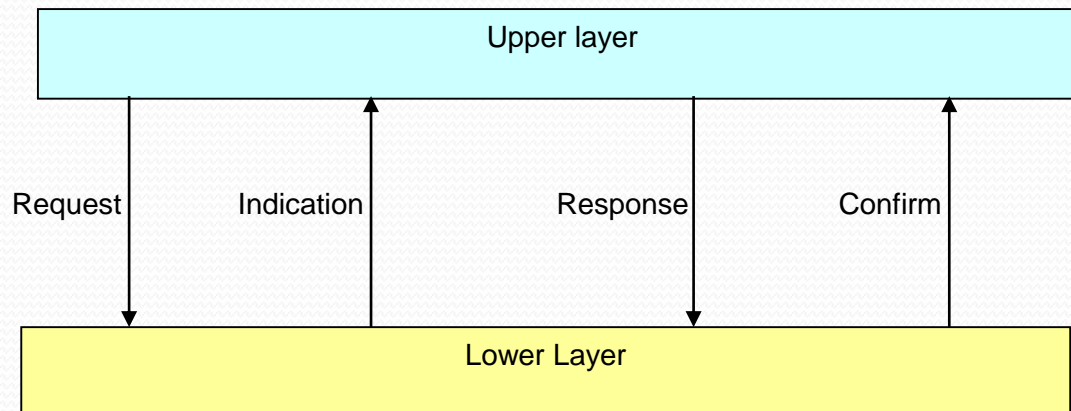 Upper layer
Request
Indication
Response
Confirm
Lower Layer